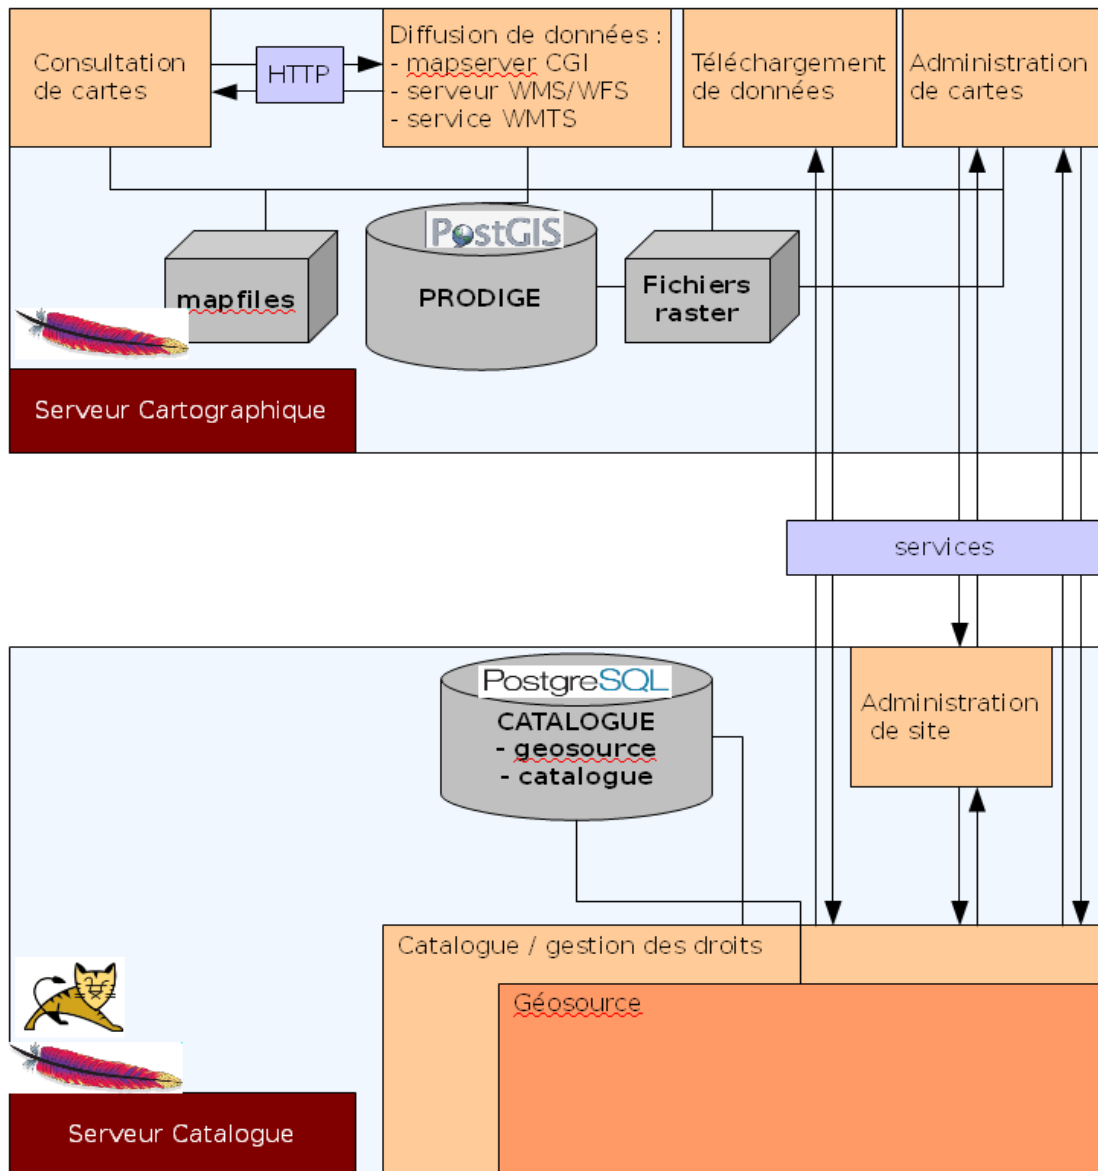 Consultation
de cartes
HTTP
Diffusion de données :
- mapserver CGI
- serveur WMS/WFS
- service WMTS
Téléchargement
de données
Administration
de cartes
mapfiles
PostGIS
PRODIGE
Fichiers
raster
Serveur Cartographique
services
PostgreSQL
CATALOGUE
- geosource
- catalogue
Administration
de site
Catalogue / gestion des droits
Géosource
Serveur Catalogue